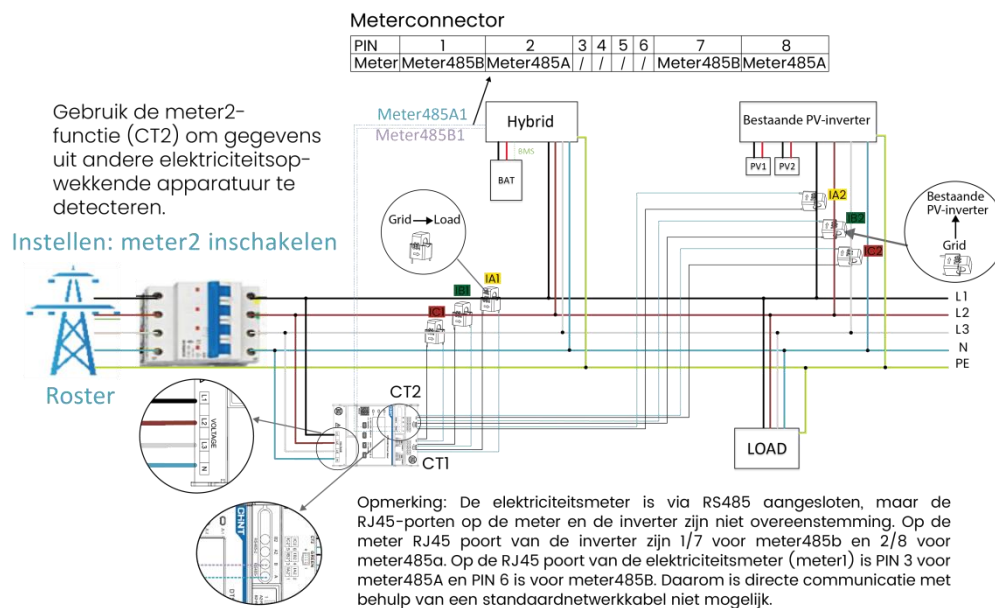 Meterconnector
PIN 1 2 3 4 5 6 7 8
Meter Meter485B Meter485A / / / / Meter485B Meter485A
Gebruik de meter2-
functie (CT2) om gegevens
uit andere elektriciteitsop-
wekkende apparatuur te
detecteren.
Instellen: meter2 inschakelen
Meter485A1
Meter485B1
Hybrid
BMS
BAT
Bestaande PV-inverter
PV1
PV2
IA2
IB2
IC2
Bestaande
PV-inverter
Grid
Grid
Load
IA1
IB1
IC1
L1
L2
L3
N
PE
Roster
CT2
CT1
LOAD
L1
L2
L3
N
VOLTAGE
CHNT
Opmerking: De elektriciteitsmeter is via RS485 aangesloten, maar de
RJ45-porten op de meter en de inverter zijn niet overeenstemming. Op de
meter RJ45 poort van de inverter zijn 1/7 voor meter485b en 2/8 voor
meter485a. Op de RJ45 poort van de elektriciteitsmeter (meter1) is PIN 3 voor
meter485A en PIN 6 is voor meter485B. Daarom is directe communicatie met
behulp van een standaardnetwerkkabel niet mogelijk.